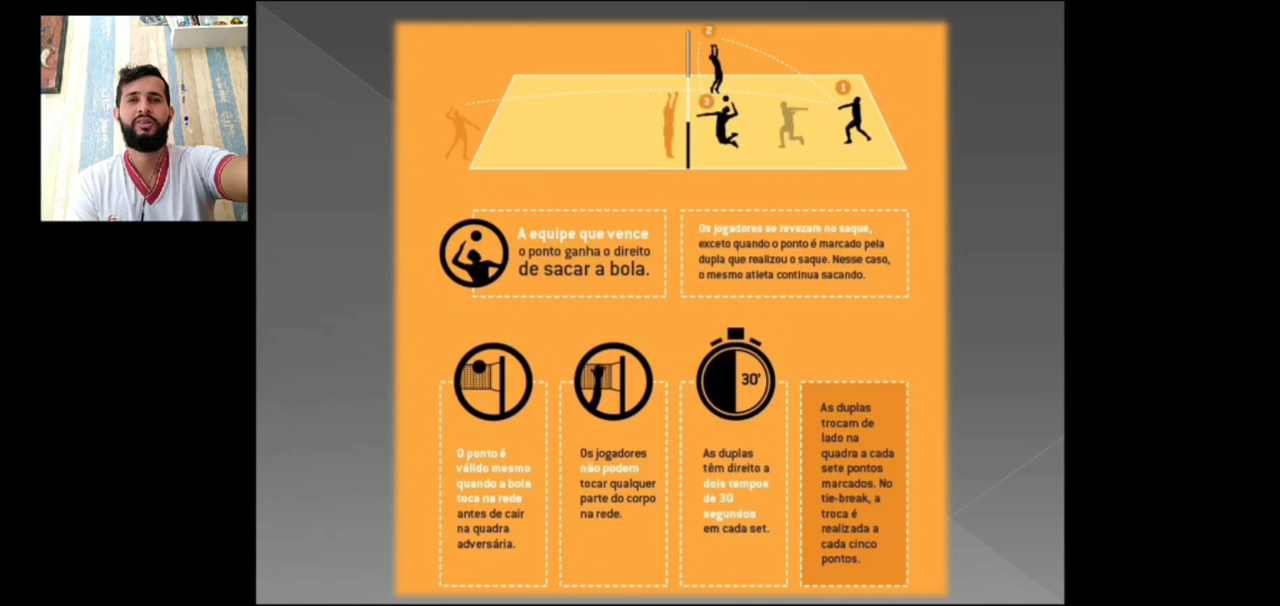 2
1
3
A equipe que vence
o ponto ganha o direito
de sacar a bola.
Os jogadores se revezam no saque,
exceto quando o ponto é marcado pela
dupla que realizou o saque. Nesse caso,
o mesmo atleta continua sacando.
O ponto é
válido mesmo
quando a bola
toca na rede
antes de cair
na quadra
adversária.
Os jogadores
não podem
tocar qualquer
parte do corpo
na rede.
30'
As duplas
têm direito a
dois tempos
de 30
segundos
em cada set.
As duplas
trocam de
lado na
quadra a cada
sete pontos
marcados. No
tie-break, a
troca é
realizada a
cada cinco
pontos.